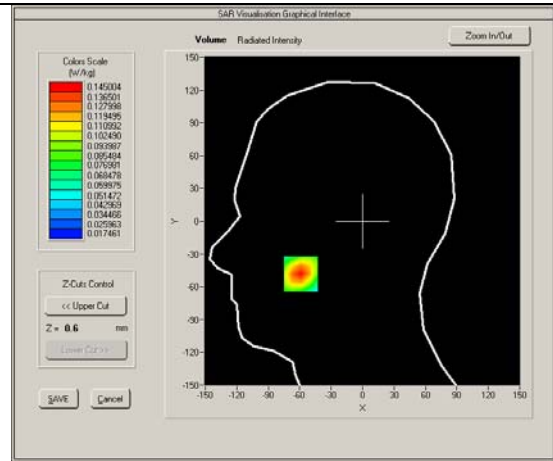 SAR Visualisation Graphical Interface
Volume Radiated Intensity
Zoom In/Out
Colors Scale
(W/kg)
0.145004
0.136501
0.127998
0.119495
0.110992
0.102490
0.093987
0.085484
0.076981
0.068478
0.059975
0.051472
0.042969
0.034466
0.025963
0.017461
Z-Cuts Control
<< Upper Cut
Z = 0.6 mm
Lower Cut >>
SAVE Cancel
150
120
90
60
30
Y 0
-30
-60
-90
-120
-150
-150 -120 -90 -60 -30 0 30 60 90 120 150
X